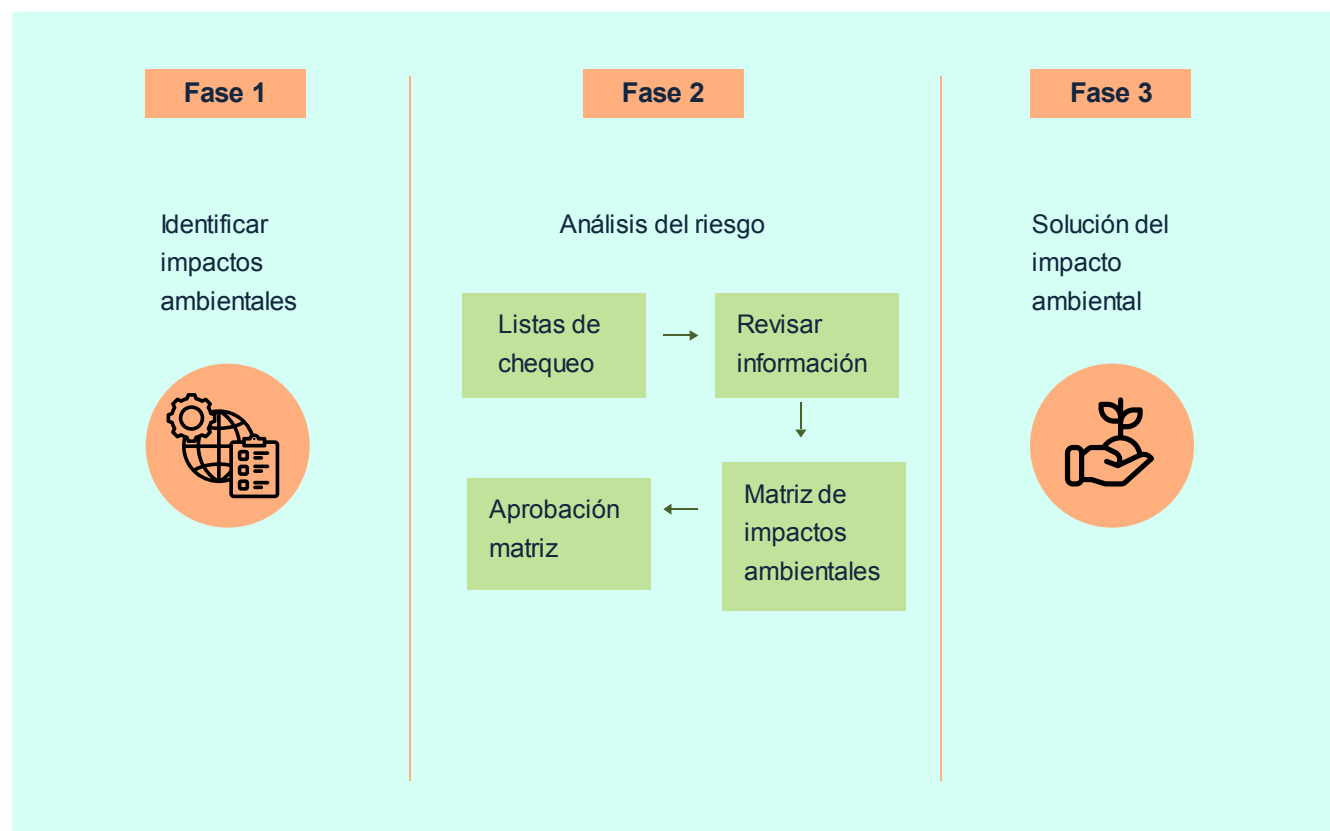 Fase 1
Identificar
impactos
ambientales
Fase 2
Análisis del riesgo
Listas de
chequeo
Revisar
información
Matriz de
impactos
ambientales
Aprobación
matriz
Fase 3
Solución del
impacto
ambiental